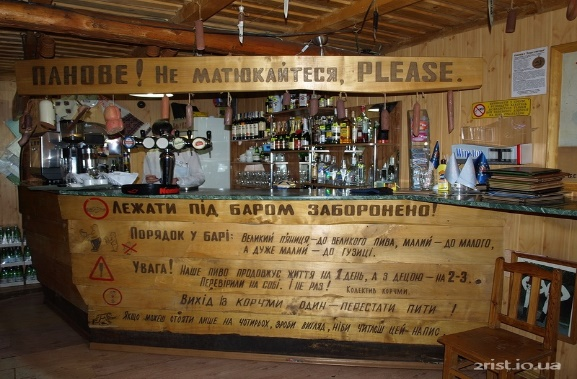 ПАНОВЕ! НЕ МАТЮКАЙТЕСЯ, PLEASE.
ЛЕЖАТИ ПІД БАРОМ ЗАБОРОНЕНО!
ПОРЯДОК У БАРІ: ВЕЛИКИЙ П'ЯНИЦЯ - ДО ВЕЛИКОГО ПИВА, МАЛИЙ - ДО МАЛОГО,
А ДУЖЕ МАЛИЙ - ДО ГУЗИЦІ.
УВАГА! НАШЕ ПИВО ПРОДОВЖУЄ ЖИТТЯ НА 1 ДЕНЬ, А З ДЕЦОЮ - НА 2-3.
ПЕРЕВІРИЛИ НА СОБІ. І НЕ РАЗ!
КОЛЕКТИВ КОРЧМИ
ВИХІД ІЗ КОРЧМИ ОДИН - ПЕРЕСТАТИ ПИТИ!
ЯКЩО МОЖЕШ СТОЯТИ ЛИШЕ НА ЧОТИРЬОХ, ЗРОБИ ВИГЛЯД, НІБИ ЧИТАЄШ ЦЕЙ НАПИС.
2rist.io.ua